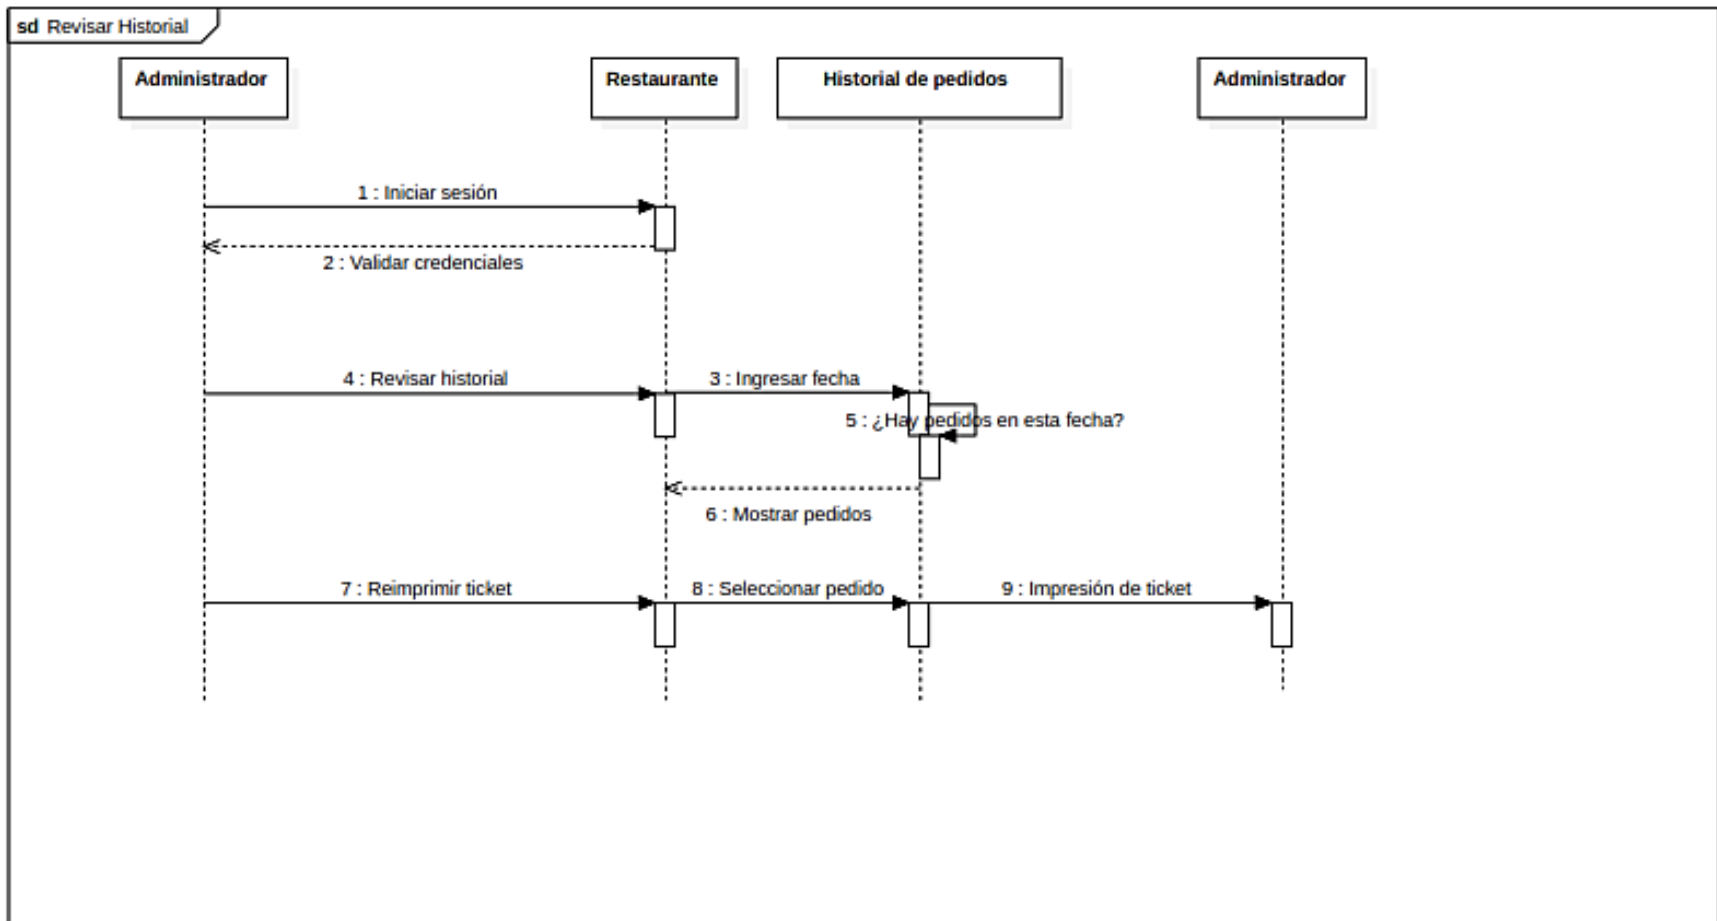 sd Revisar Historial
Administrador
Restaurante
Historial de pedidos
Administrador
1 : Iniciar sesión
2 : Validar credenciales
4 : Revisar historial
3 : Ingresar fecha
5 : ¿Hay pedidos en esta fecha?
6 : Mostrar pedidos
7 : Reimprimir ticket
8 : Seleccionar pedido
9 : Impresión de ticket